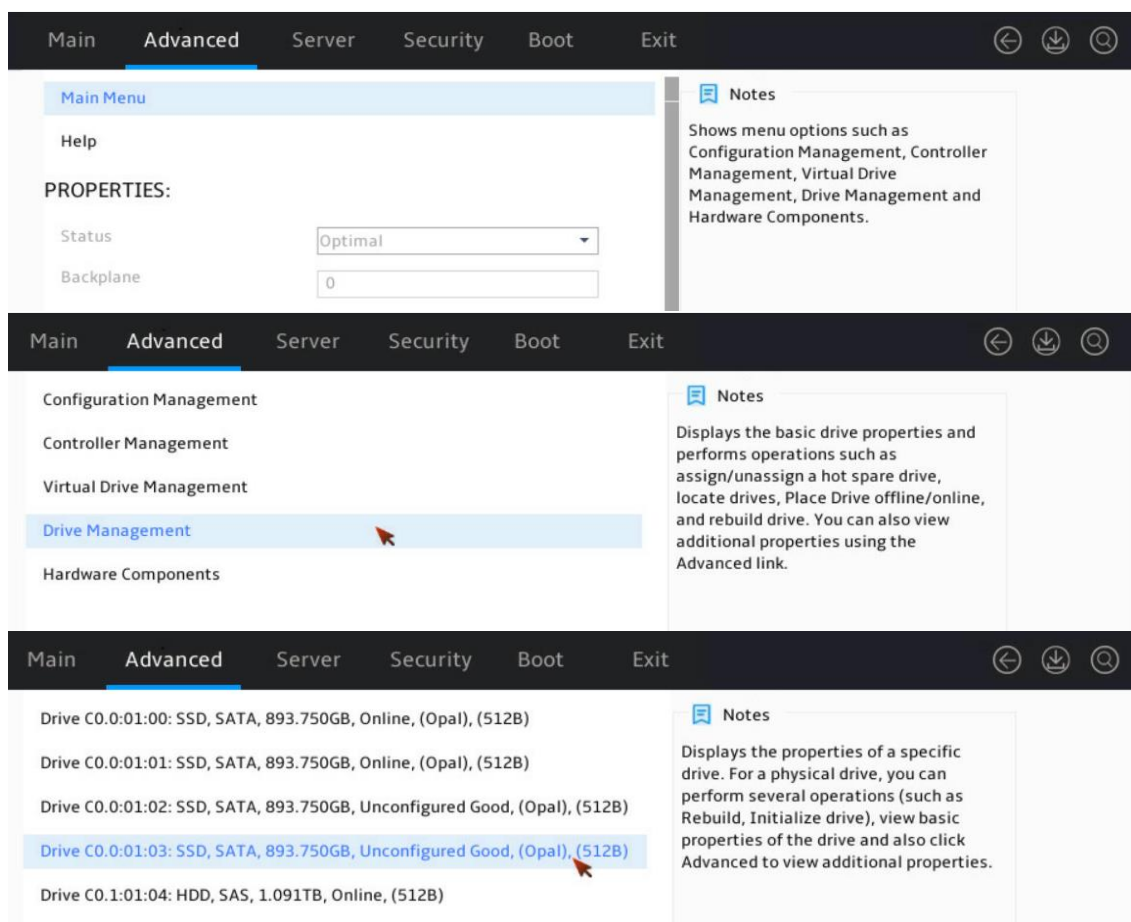 Main Advanced Server Security Boot Exit
Main Menu
Help
PROPERTIES:
Status Optimal
Backplane 0
Notes
Shows menu options such as
Configuration Management, Controller
Management, Virtual Drive
Management, Drive Management and
Hardware Components.
Main Advanced Server Security Boot Exit
Configuration Management
Controller Management
Virtual Drive Management
Drive Management
Hardware Components
Notes
Displays the basic drive properties and
performs operations such as
assign/unassign a hot spare drive,
locate drives, Place Drive offline/online,
and rebuild drive. You can also view
additional properties using the
Advanced link.
Main Advanced Server Security Boot Exit
Drive C0.0:01:00: SSD, SATA, 893.750GB, Online, (Opal), (512B)
Drive C0.0:01:01: SSD, SATA, 893.750GB, Online, (Opal), (512B)
Drive C0.0:01:02: SSD, SATA, 893.750GB, Unconfigured Good, (Opal), (512B)
Drive C0.0:01:03: SSD, SATA, 893.750GB, Unconfigured Good, (Opal), (512B)
Drive C0.1:01:04: HDD, SAS, 1.091TB, Online, (512B)
Notes
Displays the properties of a specific
drive. For a physical drive, you can
perform several operations (such as
Rebuild, Initialize drive), view basic
properties of the drive and also click
Advanced to view additional properties.